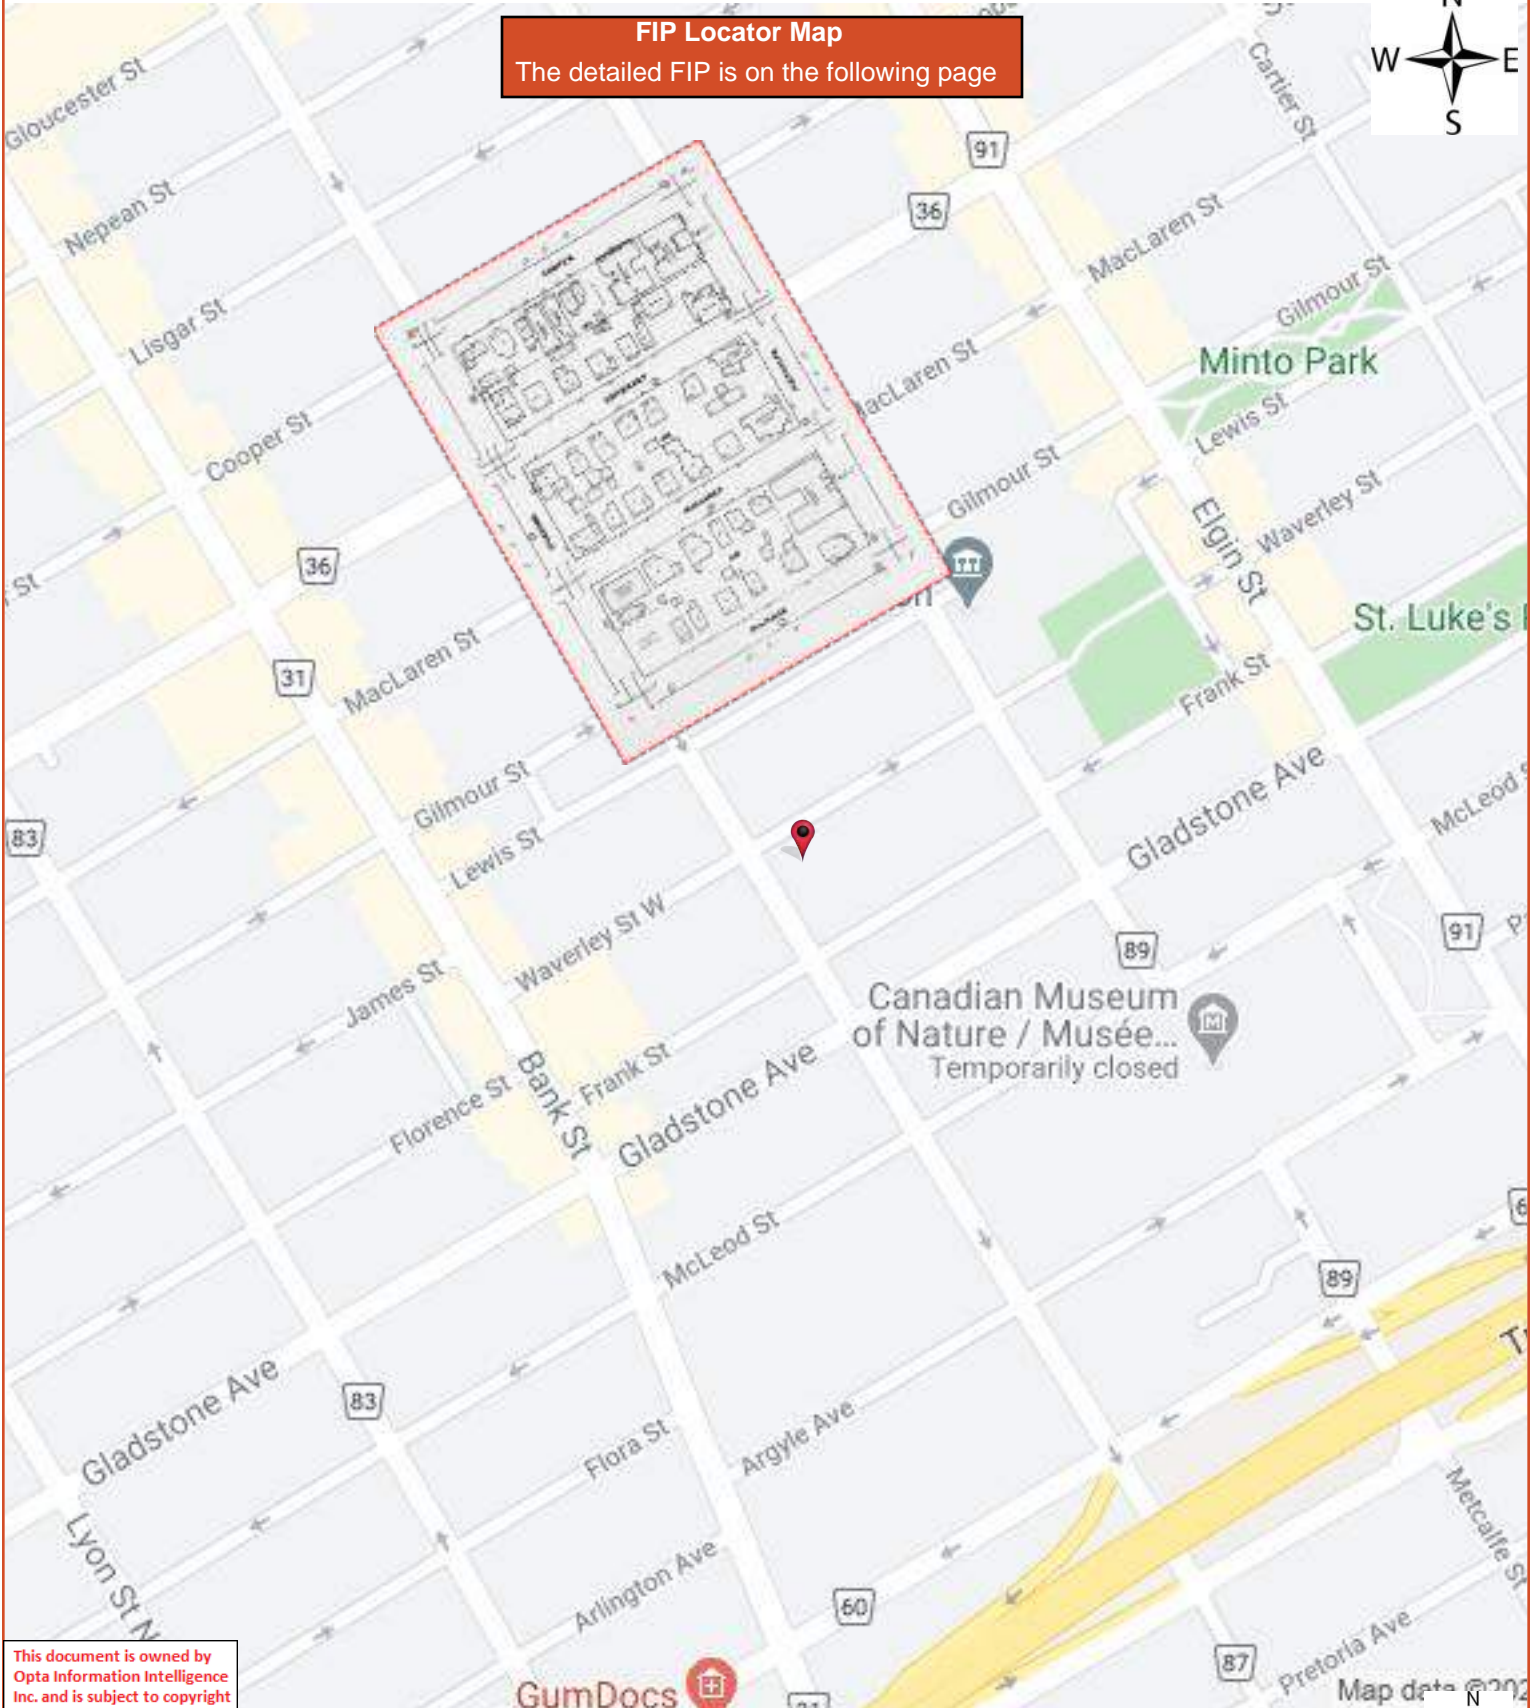 FIP Locator Map
The detailed FIP is on the following page
N
W
E
S
Gloucester St
Nepean St
Lisgar St
Cooper St
Cartier St
91
36
MacLaren St
Gilmour St
Minto Park
Lewis St
MacLaren St
Gilmour St
Waverley St
Elgin St
36
St
St. Luke's
Frank St
31
MacLaren St
Gilmour St
Lewis St
83
Gladstone Ave
McLeod
Waverley St W
91
89
James St
Canadian Museum
of Nature / Musée...
Temporarily closed
Bank St
Frank St
Florence St
Gladstone Ave
McLeod St
89
Gladstone Ave
83
Flora St
Argyle Ave
Metcalfe St
Lyon St N
Arlington Ave
60
87
Pretoria Ave
GumDocs
This document is owned by
Opta Information Intelligence
Inc. and is subject to copyright
Map data
N